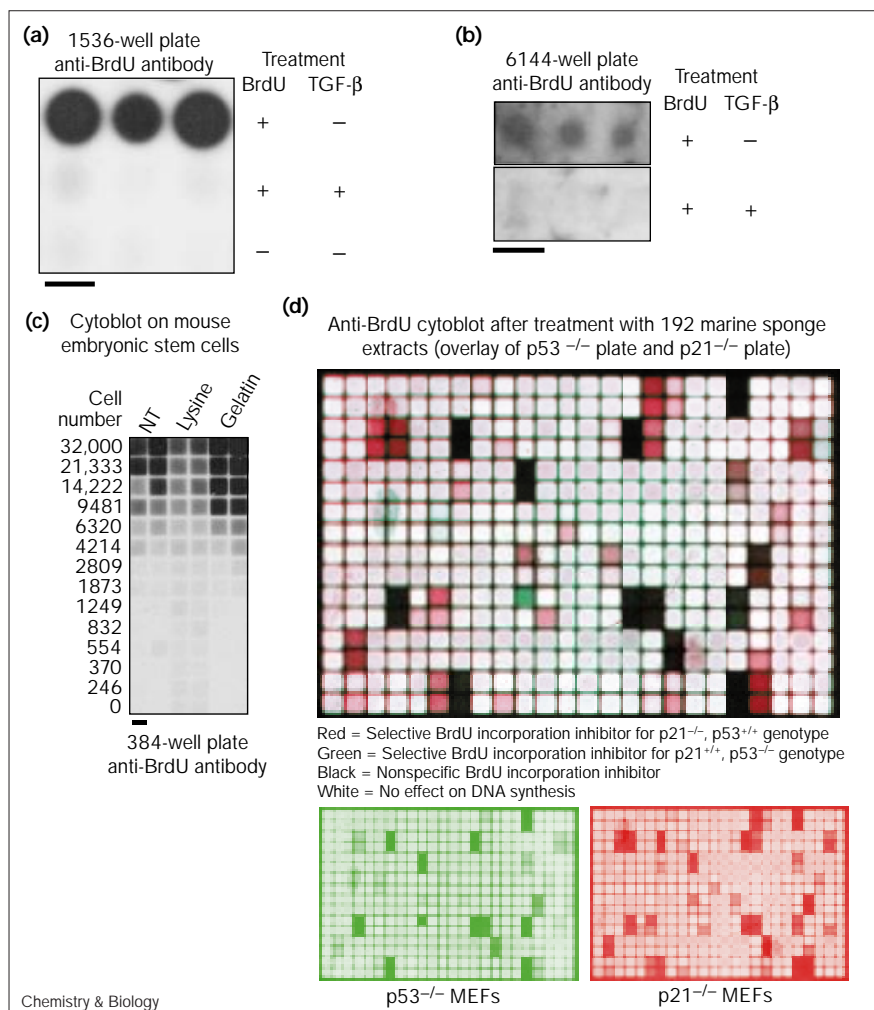 (a)
1536-well plate
anti-BrdU antibody
Treatment
BrdU TGF-β
+ –
+ +
– –
(b)
6144-well plate
anti-BrdU antibody
Treatment
BrdU TGF-β
+ –
+ +
(c) Cytoblot on mouse
embryonic stem cells
Cell
number
NT Lysine Gelatin
32,000
21,333
14,222
9481
6320
4214
2809
1873
1249
832
554
370
246
0
384-well plate
anti-BrdU antibody
(d)
Anti-BrdU cytoblot after treatment with 192 marine sponge
extracts (overlay of p53 –/– plate and p21–/– plate)
Red = Selective BrdU incorporation inhibitor for p21–/–, p53+/+ genotype
Green = Selective BrdU incorporation inhibitor for p21+/+, p53–/– genotype
Black = Nonspecific BrdU incorporation inhibitor
White = No effect on DNA synthesis
p53–/– MEFs
p21–/– MEFs
Chemistry & Biology